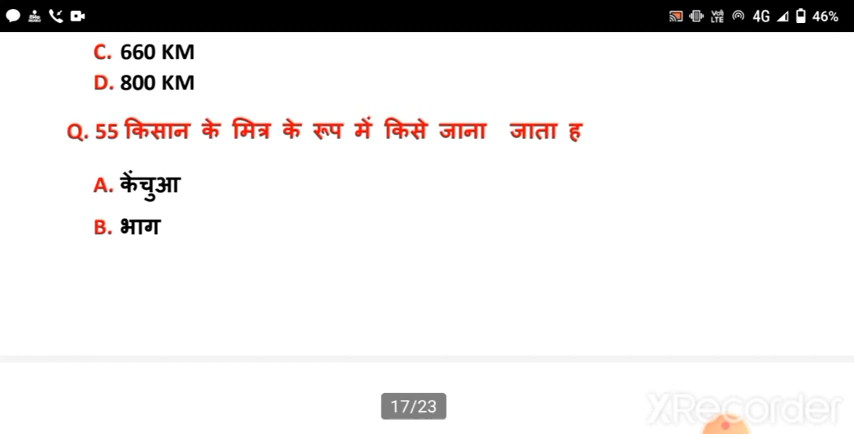 4G 46%
C. 660 KM
D. 800 KM
Q. 55 किसान के मित्र के रूप में किसे जाना जाता ह
A. केंचुआ
B. भाग
17/23
XRecorder